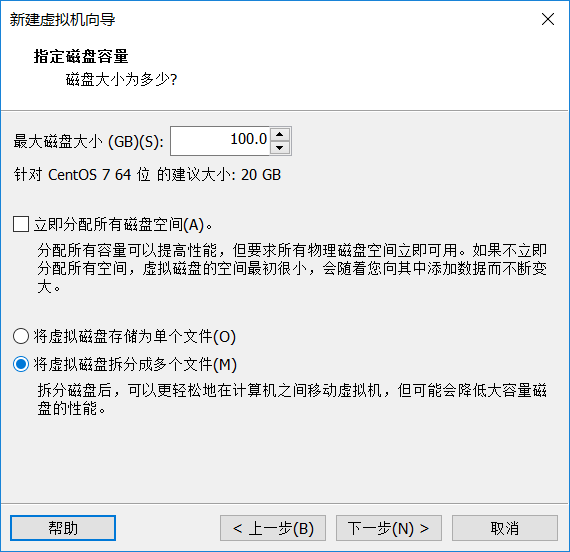 新建虚拟机向导
指定磁盘容量
磁盘大小为多少?
最大磁盘大小 (GB)(S): 100.0
针对 CentOS 7 64 位 的建议大小: 20 GB
立即分配所有磁盘空间(A)。
分配所有容量可以提高性能，但要求所有物理磁盘空间立即可用。如果不立即
分配所有空间，虚拟磁盘的空间最初很小，会随着您向其中添加数据而不断变
大。
将虚拟磁盘存储为单个文件(O)
将虚拟磁盘拆分成多个文件(M)
拆分磁盘后，可以更轻松地在计算机之间移动虚拟机，但可能会降低大容量磁
盘的性能。
帮助 < 上一步(B) 下一步(N) > 取消